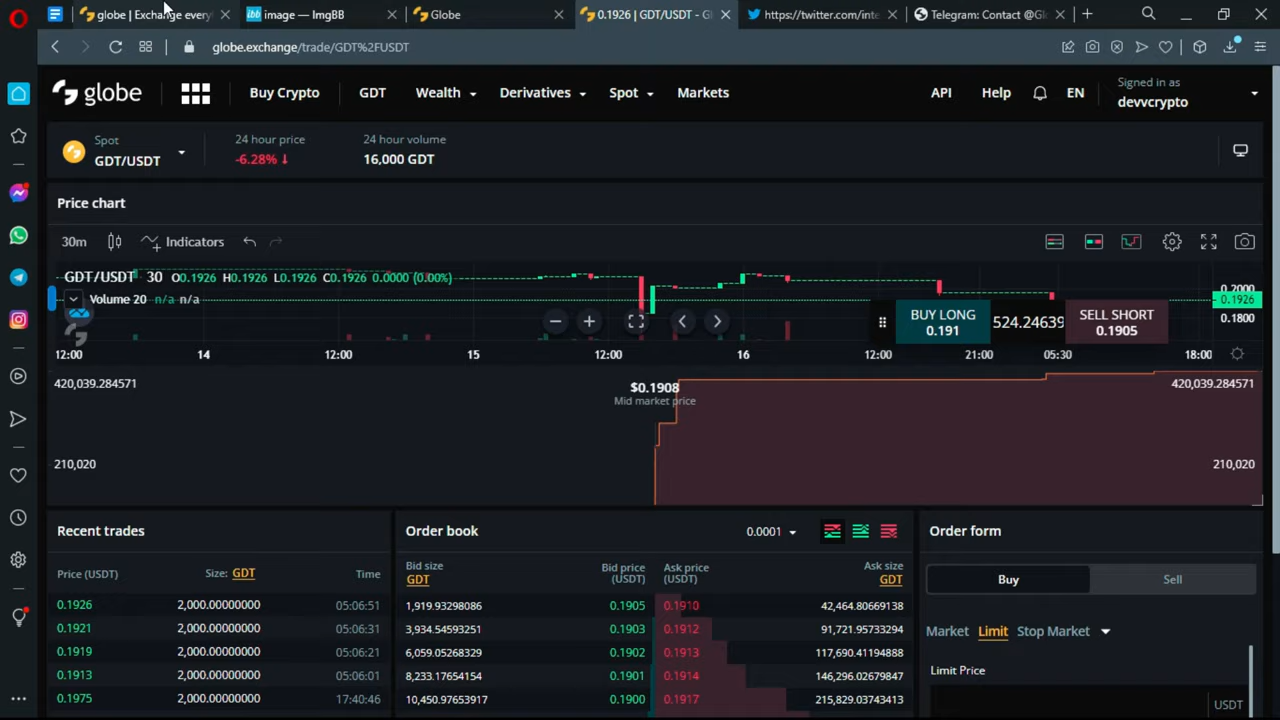 globe | Exchange every
image — ImgBB
Globe
0.1926 | GDT/USDT - G
https://twitter.com/inte
Telegram: Contact @Gl
globe.exchange/trade/GDT%2FUSDT
globe
Buy Crypto
GDT
Wealth
Derivatives
Spot
Markets
API
Help
EN
Signed in as
devvcrypto
Spot
GDT/USDT
24 hour price
-6.28% ↓
24 hour volume
16,000 GDT
Price chart
30m
Indicators
GDT/USDT 30 O0.1926 H0.1926 L0.1926 C0.1926 0.0000 (0.00%)
Volume 20 n/a n/a
0.2000
0.1926
0.1800
BUY LONG
0.191
524.24639
SELL SHORT
0.1905
12:00 14 12:00 15 12:00 16 12:00 21:00 05:30 18:00
420,039.284571
$0.1908
Mid market price
420,039.284571
210,020
210,020
Recent trades
Price (USDT) Size: GDT Time
0.1926 2,000.00000000 05:06:51
0.1921 2,000.00000000 05:06:31
0.1919 2,000.00000000 05:06:21
0.1913 2,000.00000000 05:06:01
0.1975 2,000.00000000 17:40:46
Order book
0.0001
Bid size
GDT
Bid price
(USDT)
Ask price
(USDT)
Ask size
GDT
1,919.93298086 0.1905 0.1910 42,464.80669138
3,934.54593251 0.1903 0.1912 91,721.95733294
6,059.05268329 0.1902 0.1913 117,690.41194888
8,233.17654154 0.1901 0.1914 146,296.02679847
10,450.97653917 0.1900 0.1917 215,829.03743413
Order form
Buy
Sell
Market Limit Stop Market
Limit Price
USDT